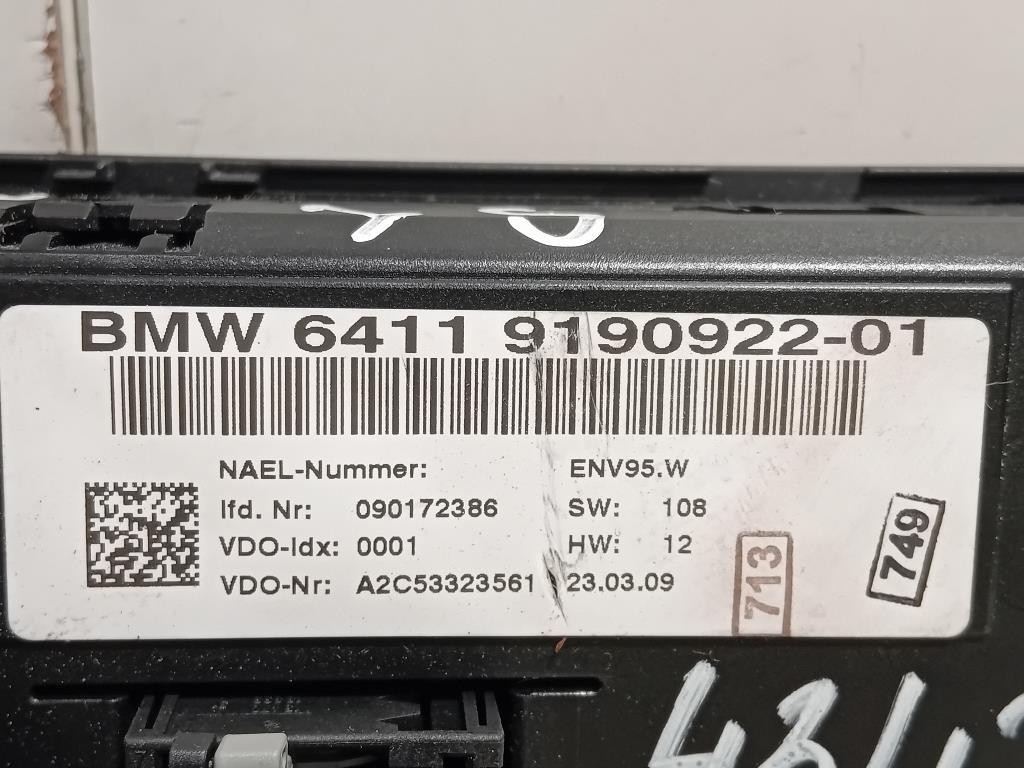 BMW 6411 9190922-01
NAEL-Nummer: ENV95.W
lfd. Nr: 090172386 SW: 108
VDO-Idx: 0001 HW: 12
VDO-Nr: A2C53323561 23.03.09
713
749